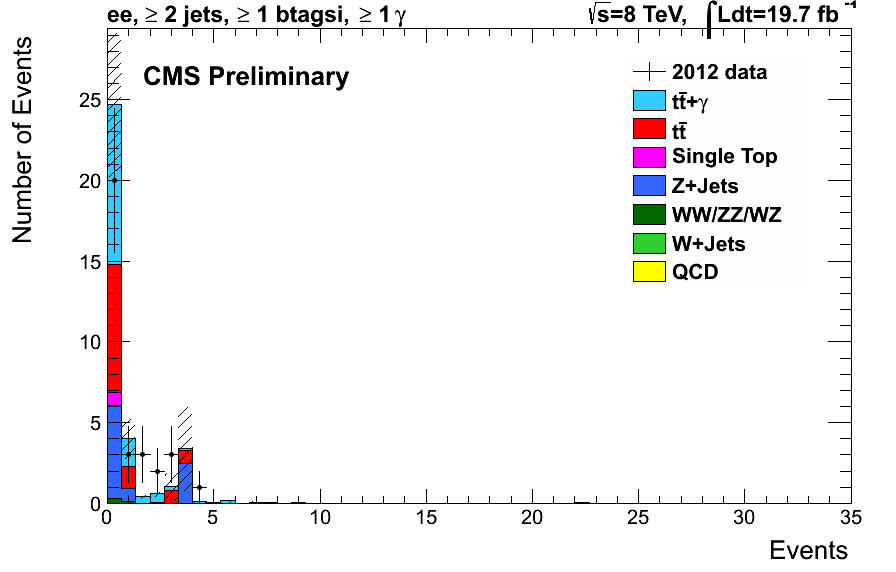 ee, ≥ 2 jets, ≥ 1 btagsi, ≥ 1 γ
√s=8 TeV, ∫Ldt=19.7 fb⁻¹
Number of Events
CMS Preliminary
2012 data
tt̄+γ
tt̄
Single Top
Z+Jets
WW/ZZ/WZ
W+Jets
QCD
25
20
15
10
5
0
0 5 10 15 20 25 30 35
Events